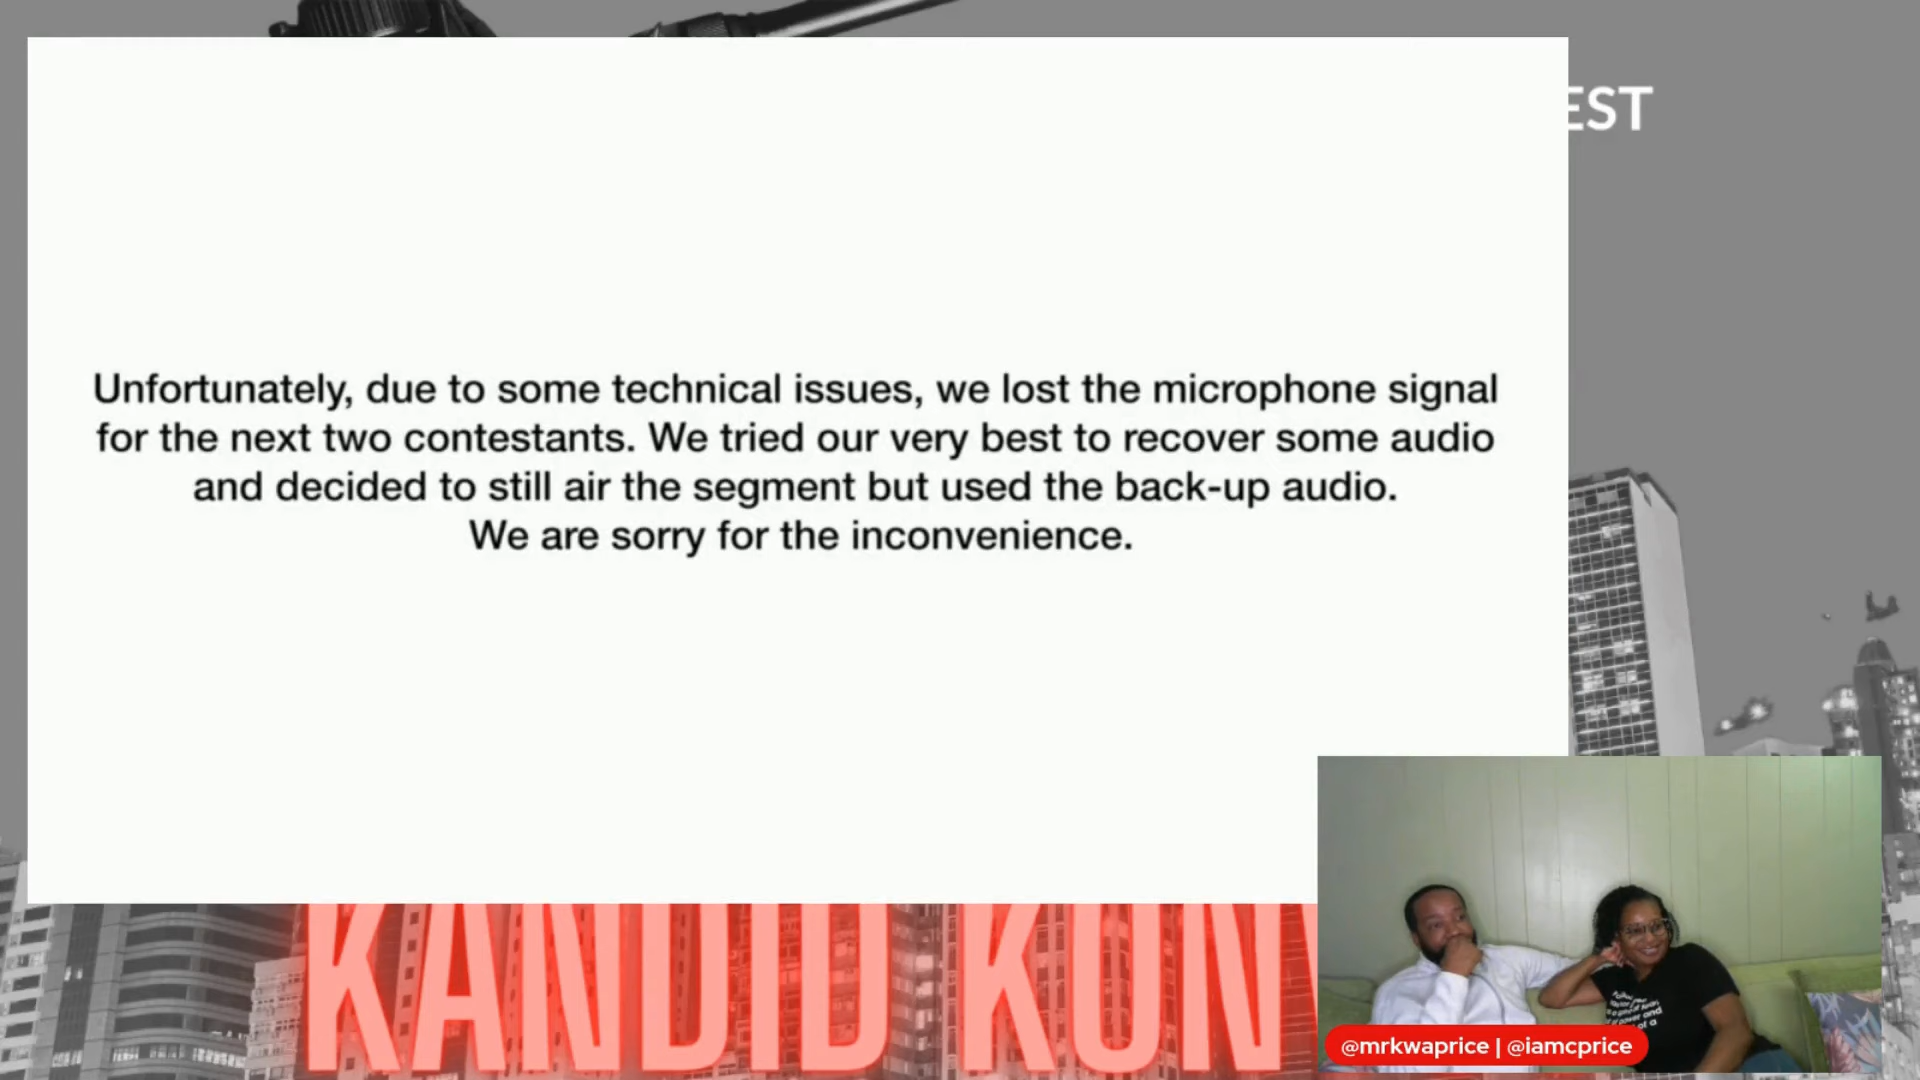 EST
Unfortunately, due to some technical issues, we lost the microphone signal
for the next two contestants. We tried our very best to recover some audio
and decided to still air the segment but used the back-up audio.
We are sorry for the inconvenience.
KANDID KON
@mrkwaprice | @iamcprice